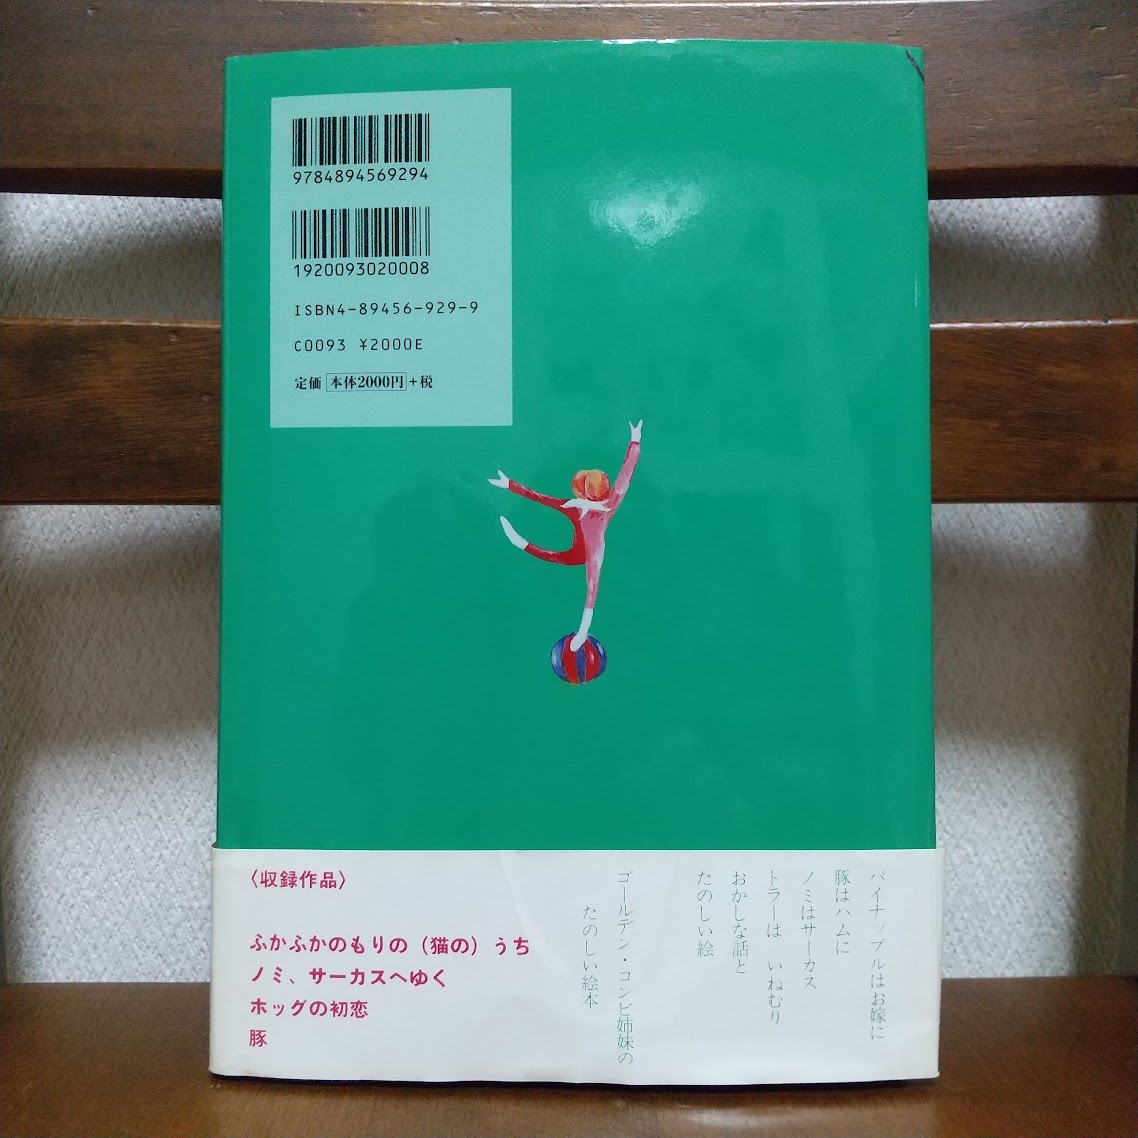 9784894569294
1920093020008
ISBN4-89456-929-9
C0093 ¥2000E
定価 本体2000円+税
パイナップルはお嫁に
豚はハムに
ノミはサーカス
トラーは いねむり
おかしな話と
たのしい絵
ゴールデン・コンビ姉妹の
たのしい絵本
〈収録作品〉
ふかふかのもりの（猫の）うち
ノミ、サーカスへゆく
ホッグの初恋
豚